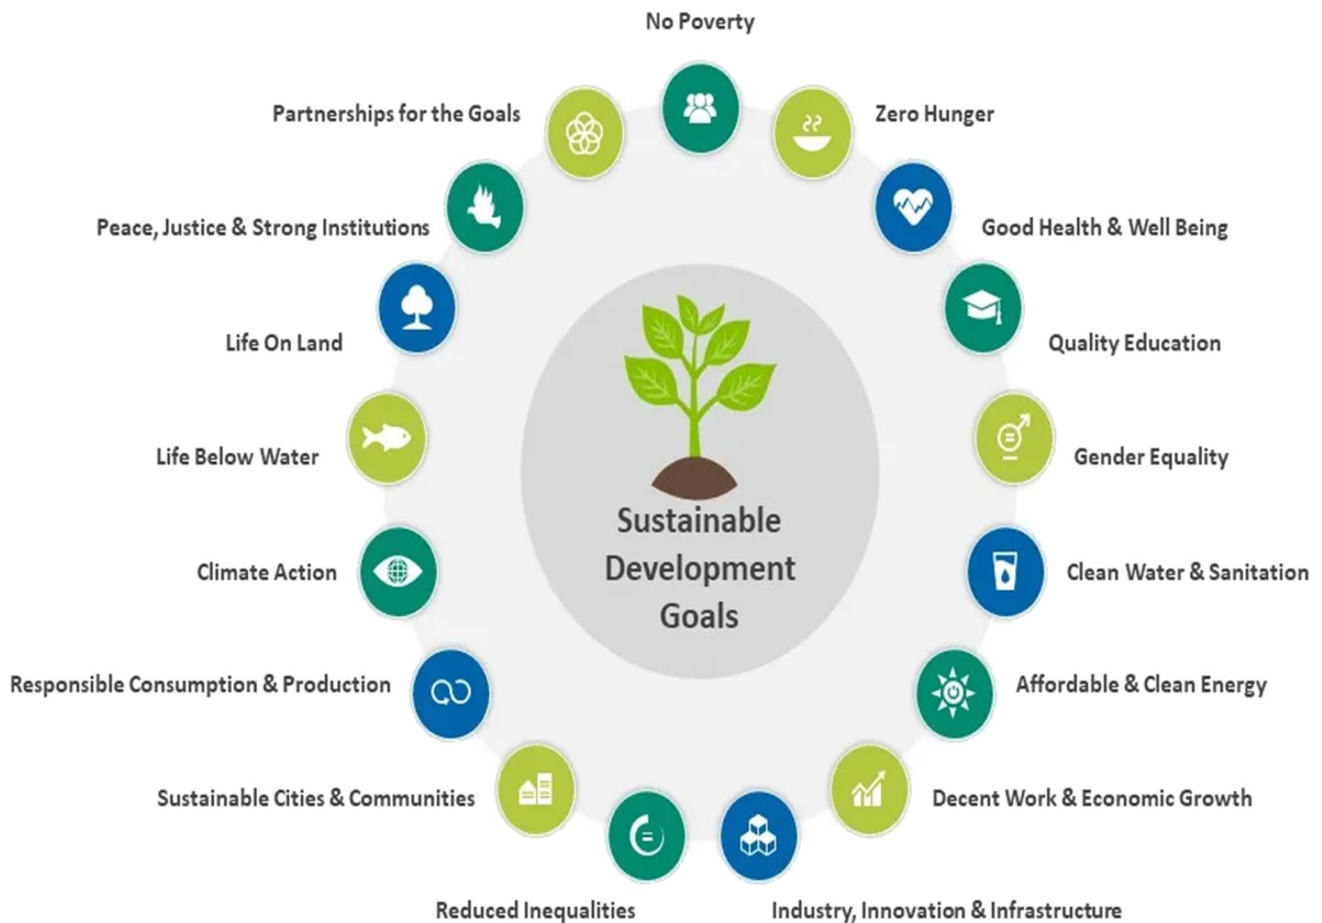 No Poverty
Partnerships for the Goals
Zero Hunger
Peace, Justice & Strong Institutions
Good Health & Well Being
Life On Land
Quality Education
Life Below Water
Gender Equality
Sustainable
Development
Goals
Climate Action
Clean Water & Sanitation
Responsible Consumption & Production
Affordable & Clean Energy
Sustainable Cities & Communities
Decent Work & Economic Growth
Reduced Inequalities
Industry, Innovation & Infrastructure